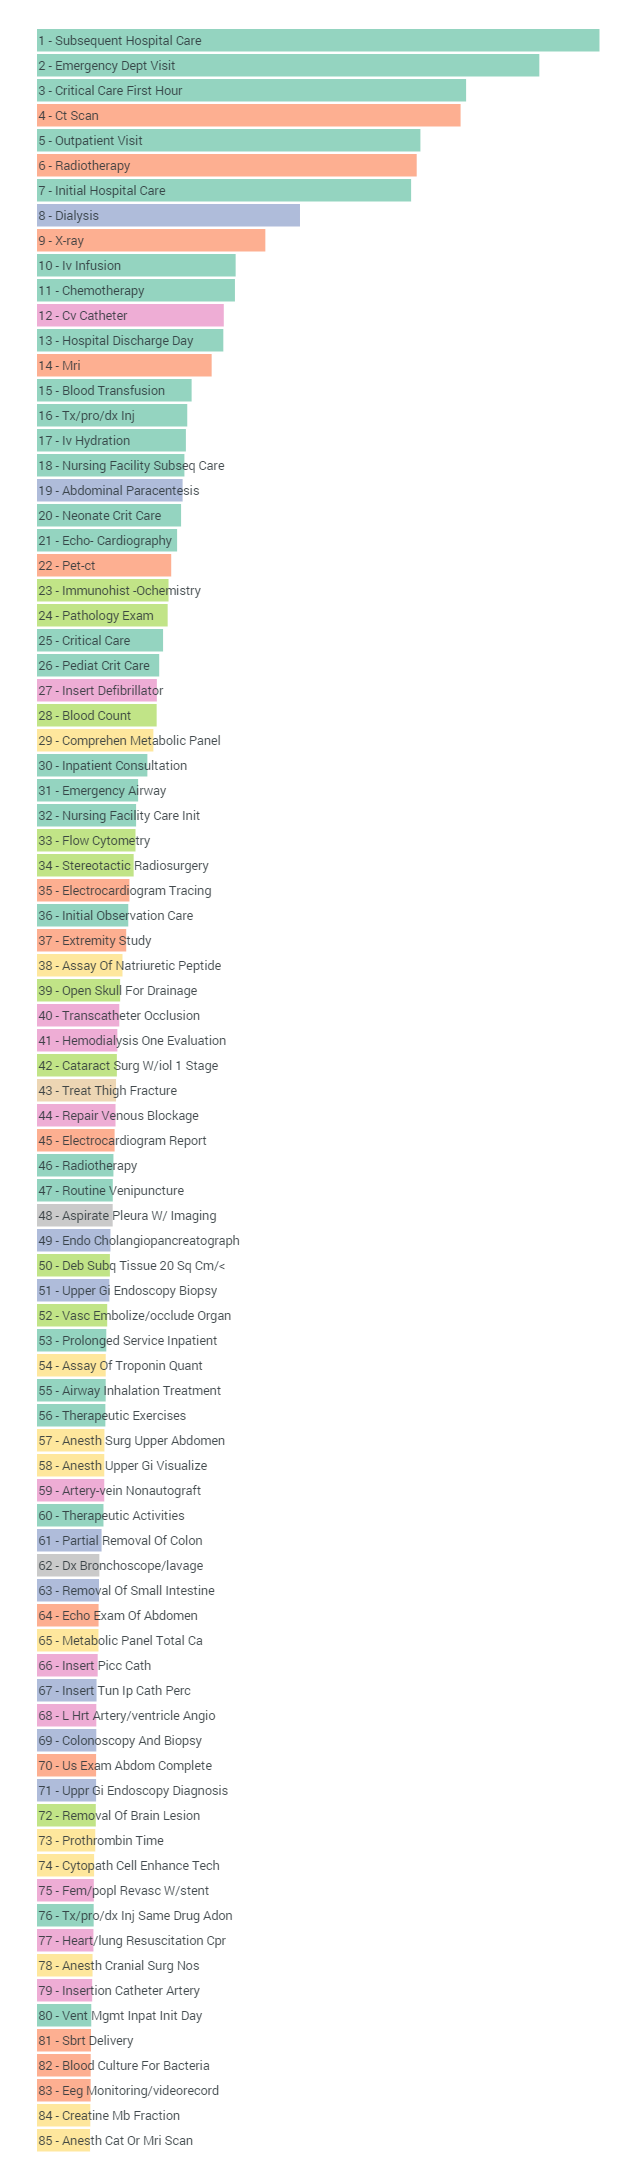 1 - Subsequent Hospital Care
2 - Emergency Dept Visit
3 - Critical Care First Hour
4 - Ct Scan
5 - Outpatient Visit
6 - Radiotherapy
7 - Initial Hospital Care
8 - Dialysis
9 - X-ray
10 - Iv Infusion
11 - Chemotherapy
12 - Cv Catheter
13 - Hospital Discharge Day
14 - Mri
15 - Blood Transfusion
16 - Tx/pro/dx Inj
17 - Iv Hydration
18 - Nursing Facility Subseq Care
19 - Abdominal Paracentesis
20 - Neonate Crit Care
21 - Echo- Cardiography
22 - Pet-ct
23 - Immunohist -Ochemistry
24 - Pathology Exam
25 - Critical Care
26 - Pediat Crit Care
27 - Insert Defibrillator
28 - Blood Count
29 - Comprehen Metabolic Panel
30 - Inpatient Consultation
31 - Emergency Airway
32 - Nursing Facility Care Init
33 - Flow Cytometry
34 - Stereotactic Radiosurgery
35 - Electrocardiogram Tracing
36 - Initial Observation Care
37 - Extremity Study
38 - Assay Of Natriuretic Peptide
39 - Open Skull For Drainage
40 - Transcatheter Occlusion
41 - Hemodialysis One Evaluation
42 - Cataract Surg W/iol 1 Stage
43 - Treat Thigh Fracture
44 - Repair Venous Blockage
45 - Electrocardiogram Report
46 - Radiotherapy
47 - Routine Venipuncture
48 - Aspirate Pleura W/ Imaging
49 - Endo Cholangiopancreatograph
50 - Deb Subq Tissue 20 Sq Cm/<
51 - Upper Gi Endoscopy Biopsy
52 - Vasc Embolize/occlude Organ
53 - Prolonged Service Inpatient
54 - Assay Of Troponin Quant
55 - Airway Inhalation Treatment
56 - Therapeutic Exercises
57 - Anesth Surg Upper Abdomen
58 - Anesth Upper Gi Visualize
59 - Artery-vein Nonautograft
60 - Therapeutic Activities
61 - Partial Removal Of Colon
62 - Dx Bronchoscope/lavage
63 - Removal Of Small Intestine
64 - Echo Exam Of Abdomen
65 - Metabolic Panel Total Ca
66 - Insert Picc Cath
67 - Insert Tun Ip Cath Perc
68 - L Hrt Artery/ventricle Angio
69 - Colonoscopy And Biopsy
70 - Us Exam Abdom Complete
71 - Uppr Gi Endoscopy Diagnosis
72 - Removal Of Brain Lesion
73 - Prothrombin Time
74 - Cytopath Cell Enhance Tech
75 - Fem/popl Revasc W/stent
76 - Tx/pro/dx Inj Same Drug Adon
77 - Heart/lung Resuscitation Cpr
78 - Anesth Cranial Surg Nos
79 - Insertion Catheter Artery
80 - Vent Mgmt Inpat Init Day
81 - Sbrt Delivery
82 - Blood Culture For Bacteria
83 - Eeg Monitoring/videorecord
84 - Creatine Mb Fraction
85 - Anesth Cat Or Mri Scan